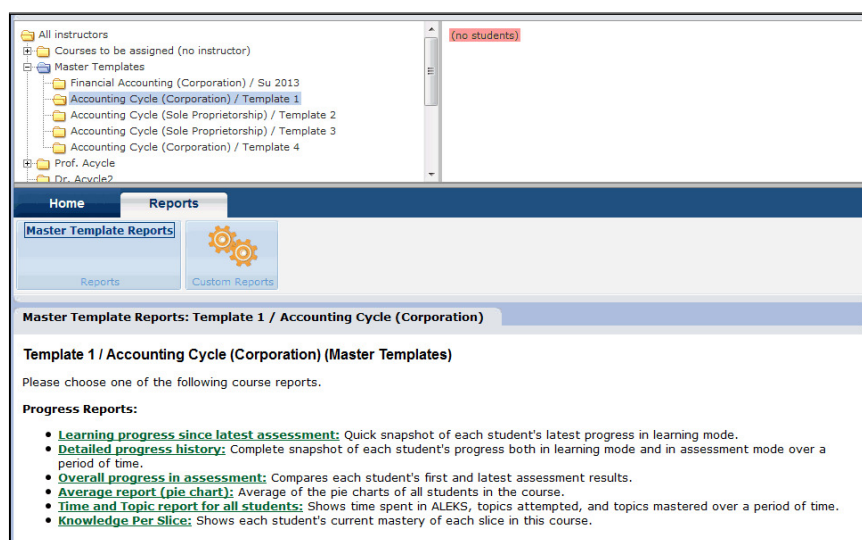 All instructors
Courses to be assigned (no instructor)
Master Templates
Financial Accounting (Corporation) / Su 2013
Accounting Cycle (Corporation) / Template 1
Accounting Cycle (Sole Proprietorship) / Template 2
Accounting Cycle (Sole Proprietorship) / Template 3
Accounting Cycle (Corporation) / Template 4
Prof. Acycle
Dr. Acycle2
(no students)
Home Reports
Master Template Reports
Reports Custom Reports
Master Template Reports: Template 1 / Accounting Cycle (Corporation)
Template 1 / Accounting Cycle (Corporation) (Master Templates)
Please choose one of the following course reports.
Progress Reports:
• Learning progress since latest assessment: Quick snapshot of each student's latest progress in learning mode.
• Detailed progress history: Complete snapshot of each student's progress both in learning mode and in assessment mode over a
period of time.
• Overall progress in assessment: Compares each student's first and latest assessment results.
• Average report (pie chart): Average of the pie charts of all students in the course.
• Time and Topic report for all students: Shows time spent in ALEKS, topics attempted, and topics mastered over a period of time.
• Knowledge Per Slice: Shows each student's current mastery of each slice in this course.